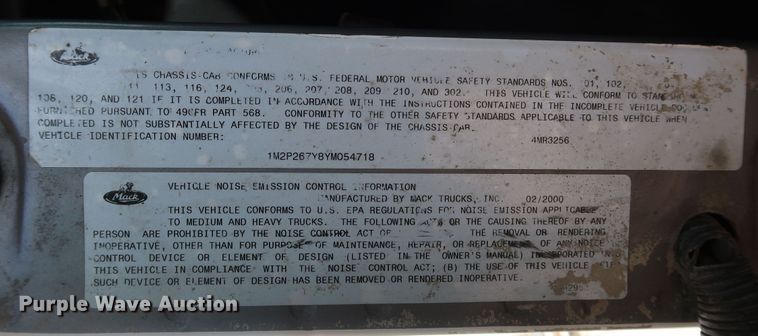 Mack
IS CHASSIS-CAB CONFORMS U.S. FEDERAL MOTOR VEHICLE SAFETY STANDARDS NOS. 01, 102,
11 113, 116, 124, 206, 207, 208, 209 210, AND 302. THIS VEHICLE WILL CONFORM TO
106, 120, AND 121 IF IT IS COMPLETED IN ACCORDANCE WITH THE INSTRUCTIONS CONTAINED IN THE INCOMPLETE VEHICLE
FURNISHED PURSUANT TO 49CFR PART 568. CONFORMITY TO THE OTHER SAFETY STANDARDS APPLICABLE TO THIS VEHICLE WHEN
COMPLETED IS NOT SUBSTANTIALLY AFFECTED BY THE DESIGN OF THE CHASSIS-CAB.
VEHICLE IDENTIFICATION NUMBER: 4MR3256
1M2P267Y8YM054718
Mack
VEHICLE NOISE EMISSION CONTROL INFORMATION
MANUFACTURED BY MACK TRUCKS, INC. 02/2000
THIS VEHICLE CONFORMS TO U.S. EPA REGULATIONS FOR NOISE EMISSION APPLICABLE
TO MEDIUM AND HEAVY TRUCKS. THE FOLLOWING ACTS OR THE CAUSING THEREOF BY ANY
PERSON ARE PROHIBITED BY THE NOISE CONTROL ACT OF THE REMOVAL OR RENDERING
INOPERATIVE, OTHER THAN FOR PURPOSE OF MAINTENANCE, REPAIR, OR REPLACEMENT OF ANY NOISE
CONTROL DEVICE OR ELEMENT OF DESIGN (LISTED IN THE OWNER'S MANUAL) INCORPORATED INTO
THIS VEHICLE IN COMPLIANCE WITH THE NOISE CONTROL ACT; (B) THE USE OF THIS VEHICLE
SUCH DEVICE OR ELEMENT OF DESIGN HAS BEEN REMOVED OR RENDERED INOPERATIVE.
Purple Wave Auction